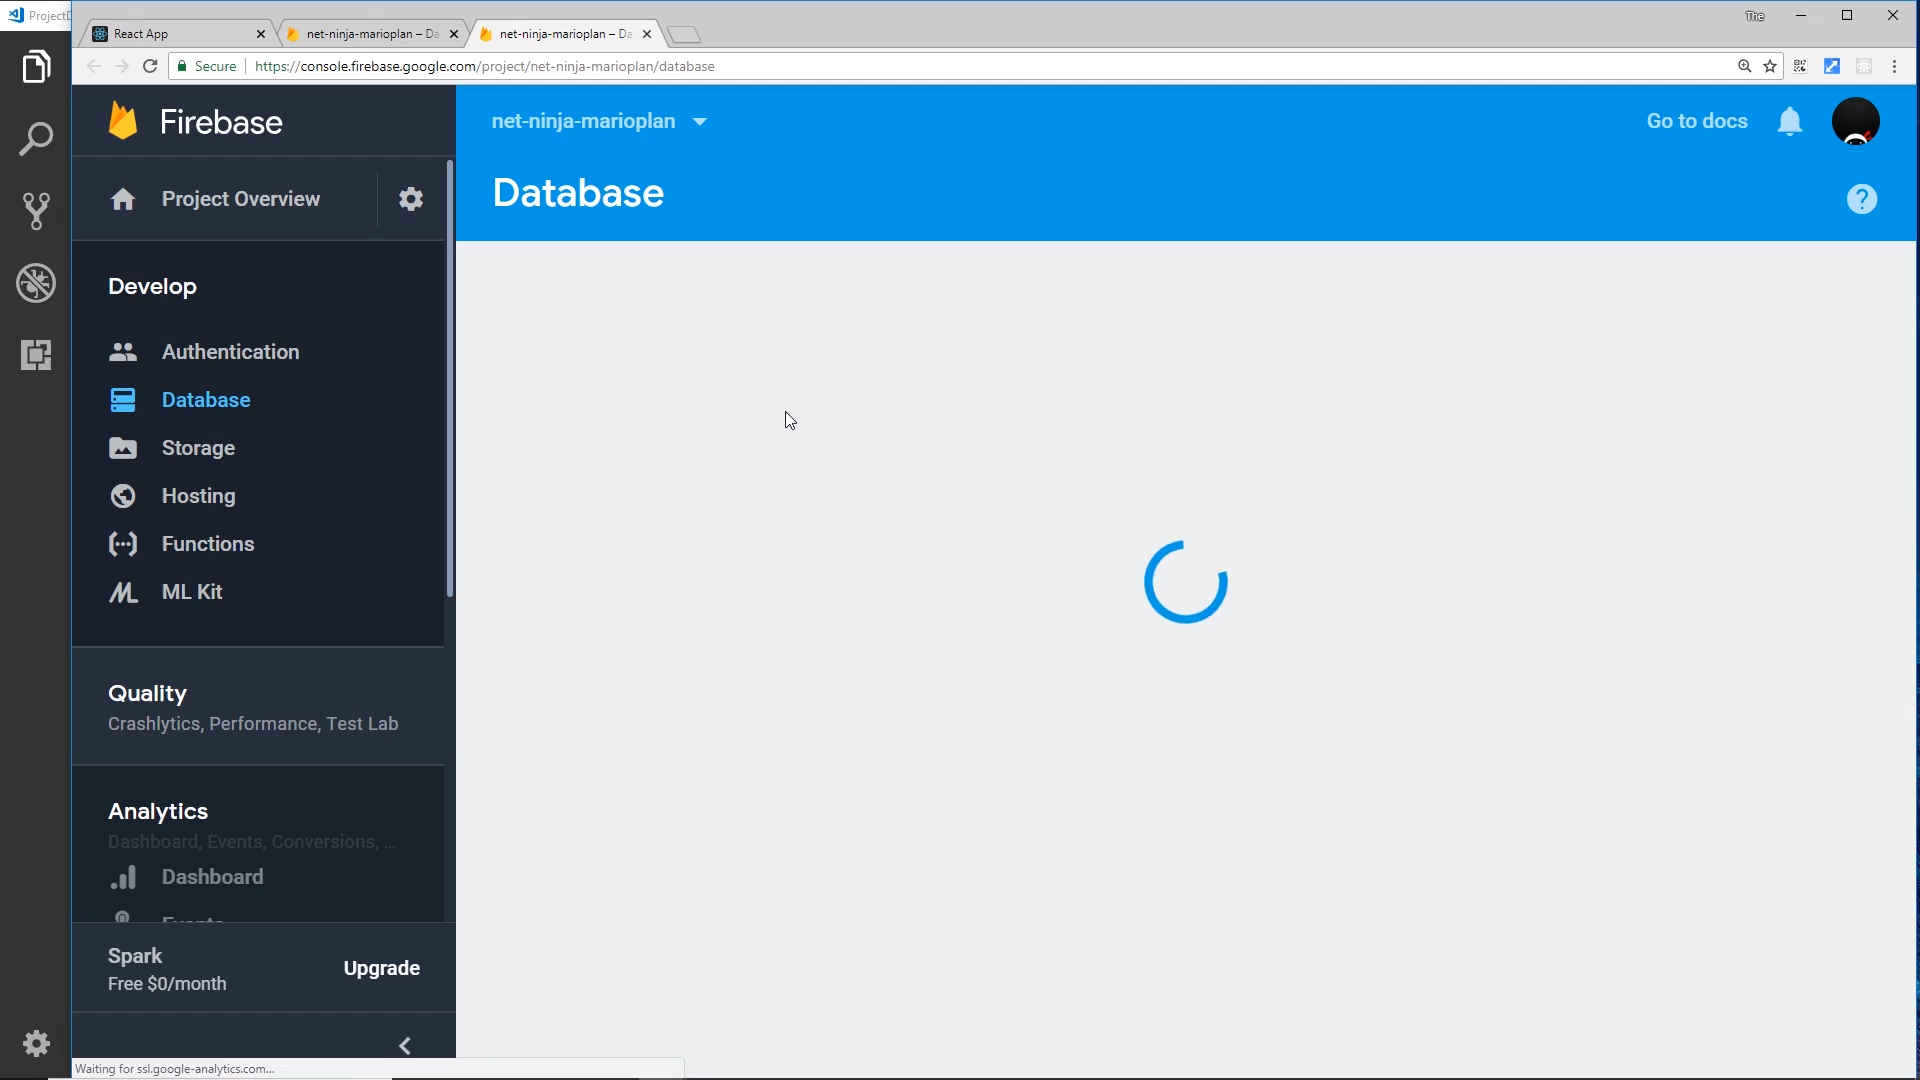 ProjectD
React App
net-ninja-marioplan – Da
net-ninja-marioplan – Da
The
Secure
https://console.firebase.google.com/project/net-ninja-marioplan/database
Firebase
net-ninja-marioplan
Go to docs
Project Overview
Database
Develop
Authentication
Database
Storage
Hosting
Functions
ML Kit
Quality
Crashlytics, Performance, Test Lab
Analytics
Dashboard, Events, Conversions, ...
Dashboard
Events
Spark
Free $0/month
Upgrade
Waiting for ssl.google-analytics.com...